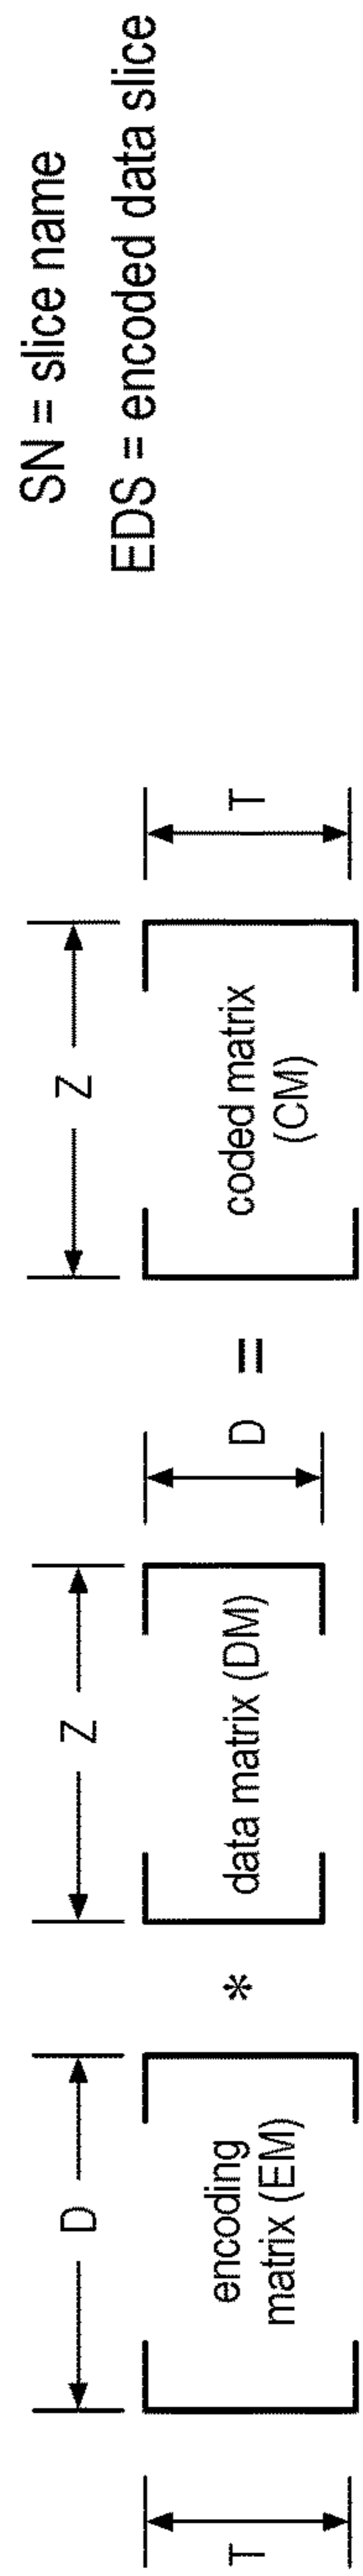 T
D
encoding
matrix (EM)
*
Z
data matrix (DM)
D
=
Z
coded matrix
(CM)
T
SN = slice name
EDS = encoded data slice